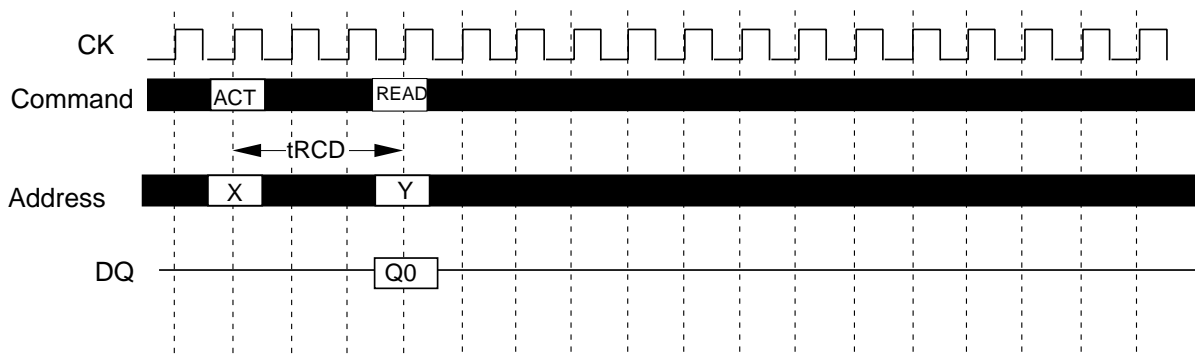 CK
Command ACT READ
tRCD
Address X Y
DQ Q0